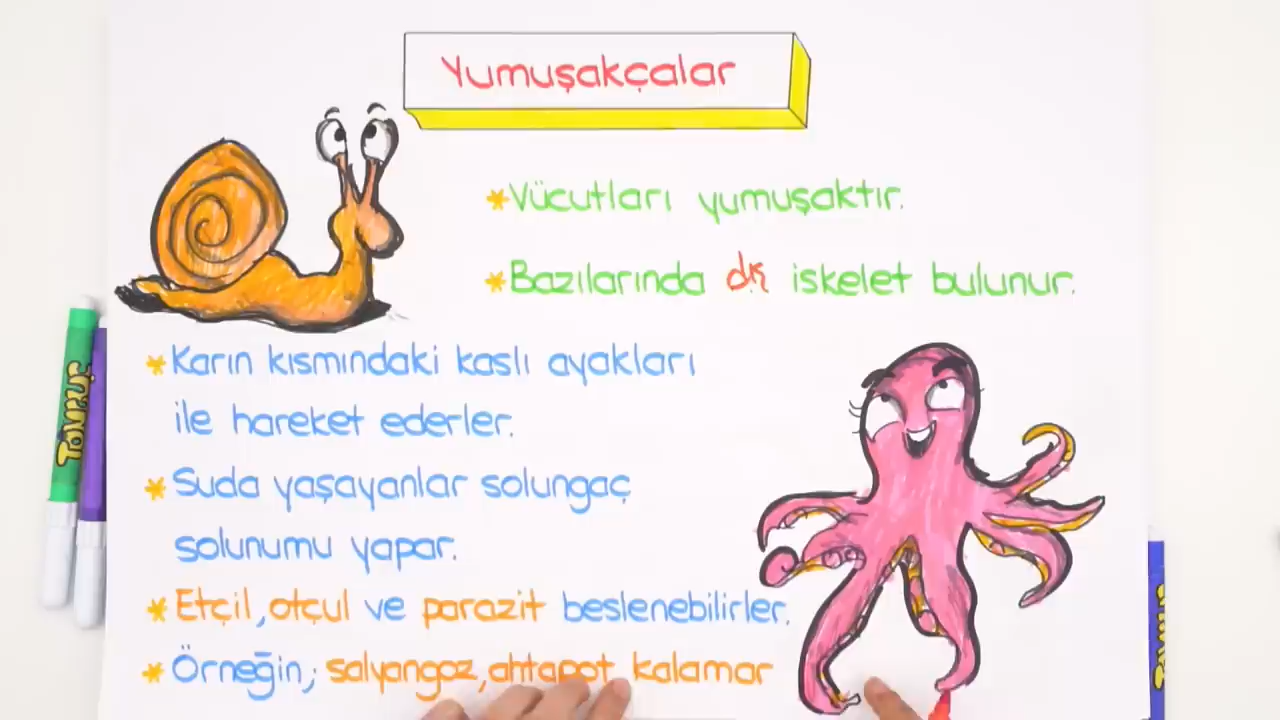 Yumuşakçalar
*Vücutları yumuşaktır.
*Bazılarında dış iskelet bulunur.
*Karın kısmındaki kaslı ayakları
ile hareket ederler.
*Suda yaşayanlar solungaç
solunumu yapar.
*Etçil, otçul ve parazit beslenebilirler.
*Örneğin; salyangoz, ahtapot kalamar